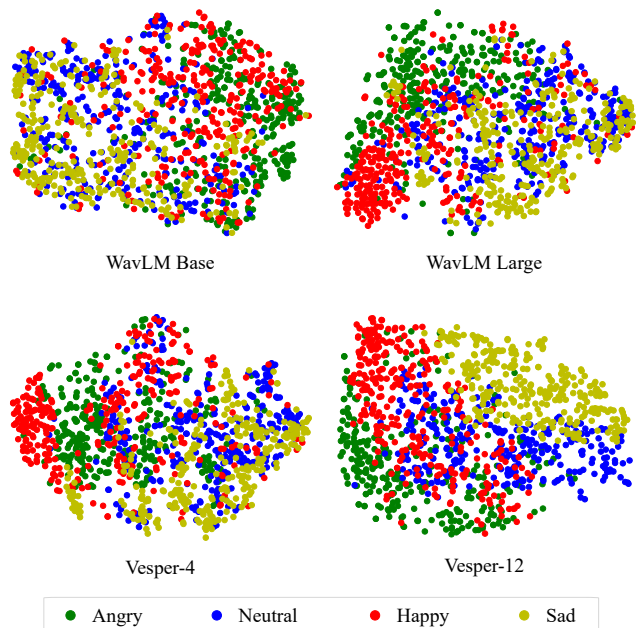 WavLM Base
WavLM Large
Vesper-4
Vesper-12
Angry Neutral Happy Sad